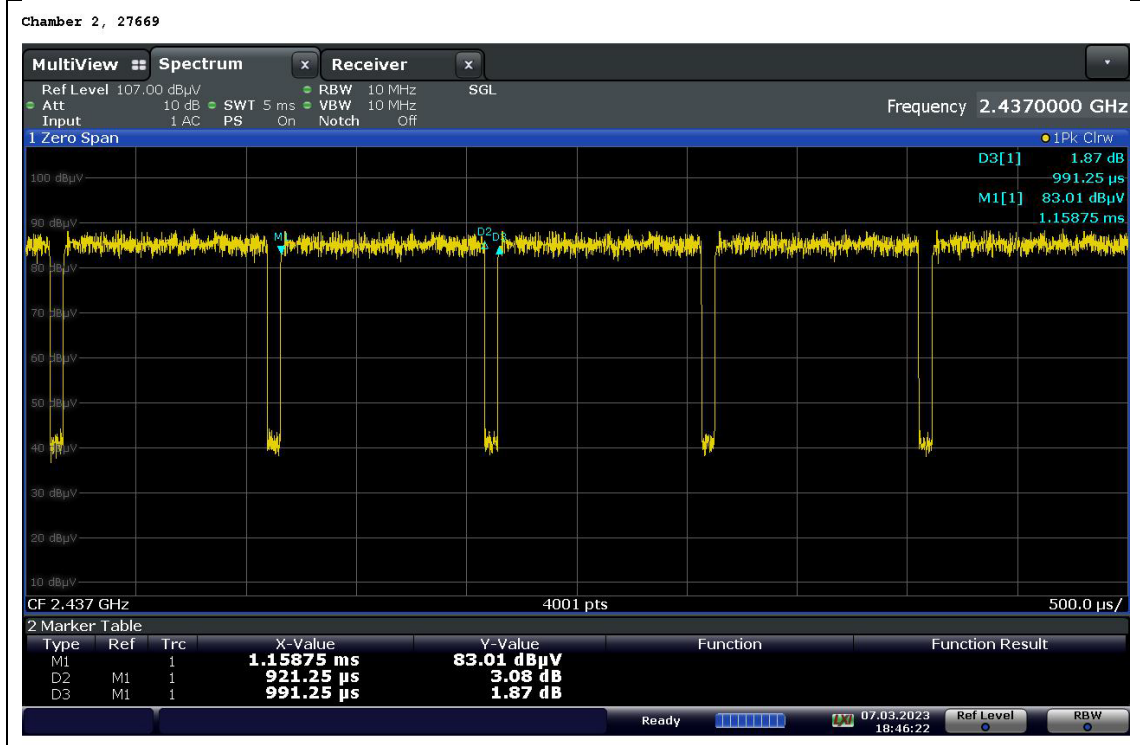 Chamber 2, 27669
MultiView Spectrum x Receiver x
Ref Level 107.00 dBµV RBW 10 MHz SGL
Att 10 dB SWT 5 ms VBW 10 MHz
Input 1 AC PS On Notch Off
Frequency 2.4370000 GHz
1 Zero Span 1Pk Clrw
D3[1] 1.87 dB
991.25 µs
M1[1] 83.01 dBµV
1.15875 ms
100 dBµV
90 dBµV
M1 D2 D3
80 dBµV
70 dBµV
60 dBµV
50 dBµV
40 dBµV
30 dBµV
20 dBµV
10 dBµV
CF 2.437 GHz 4001 pts 500.0 µs/
2 Marker Table
Type Ref Trc X-Value Y-Value Function Function Result
M1 1 1.15875 ms 83.01 dBµV
D2 M1 1 921.25 µs 3.08 dB
D3 M1 1 991.25 µs 1.87 dB
Ready 07.03.2023 Ref Level RBW
18:46:22